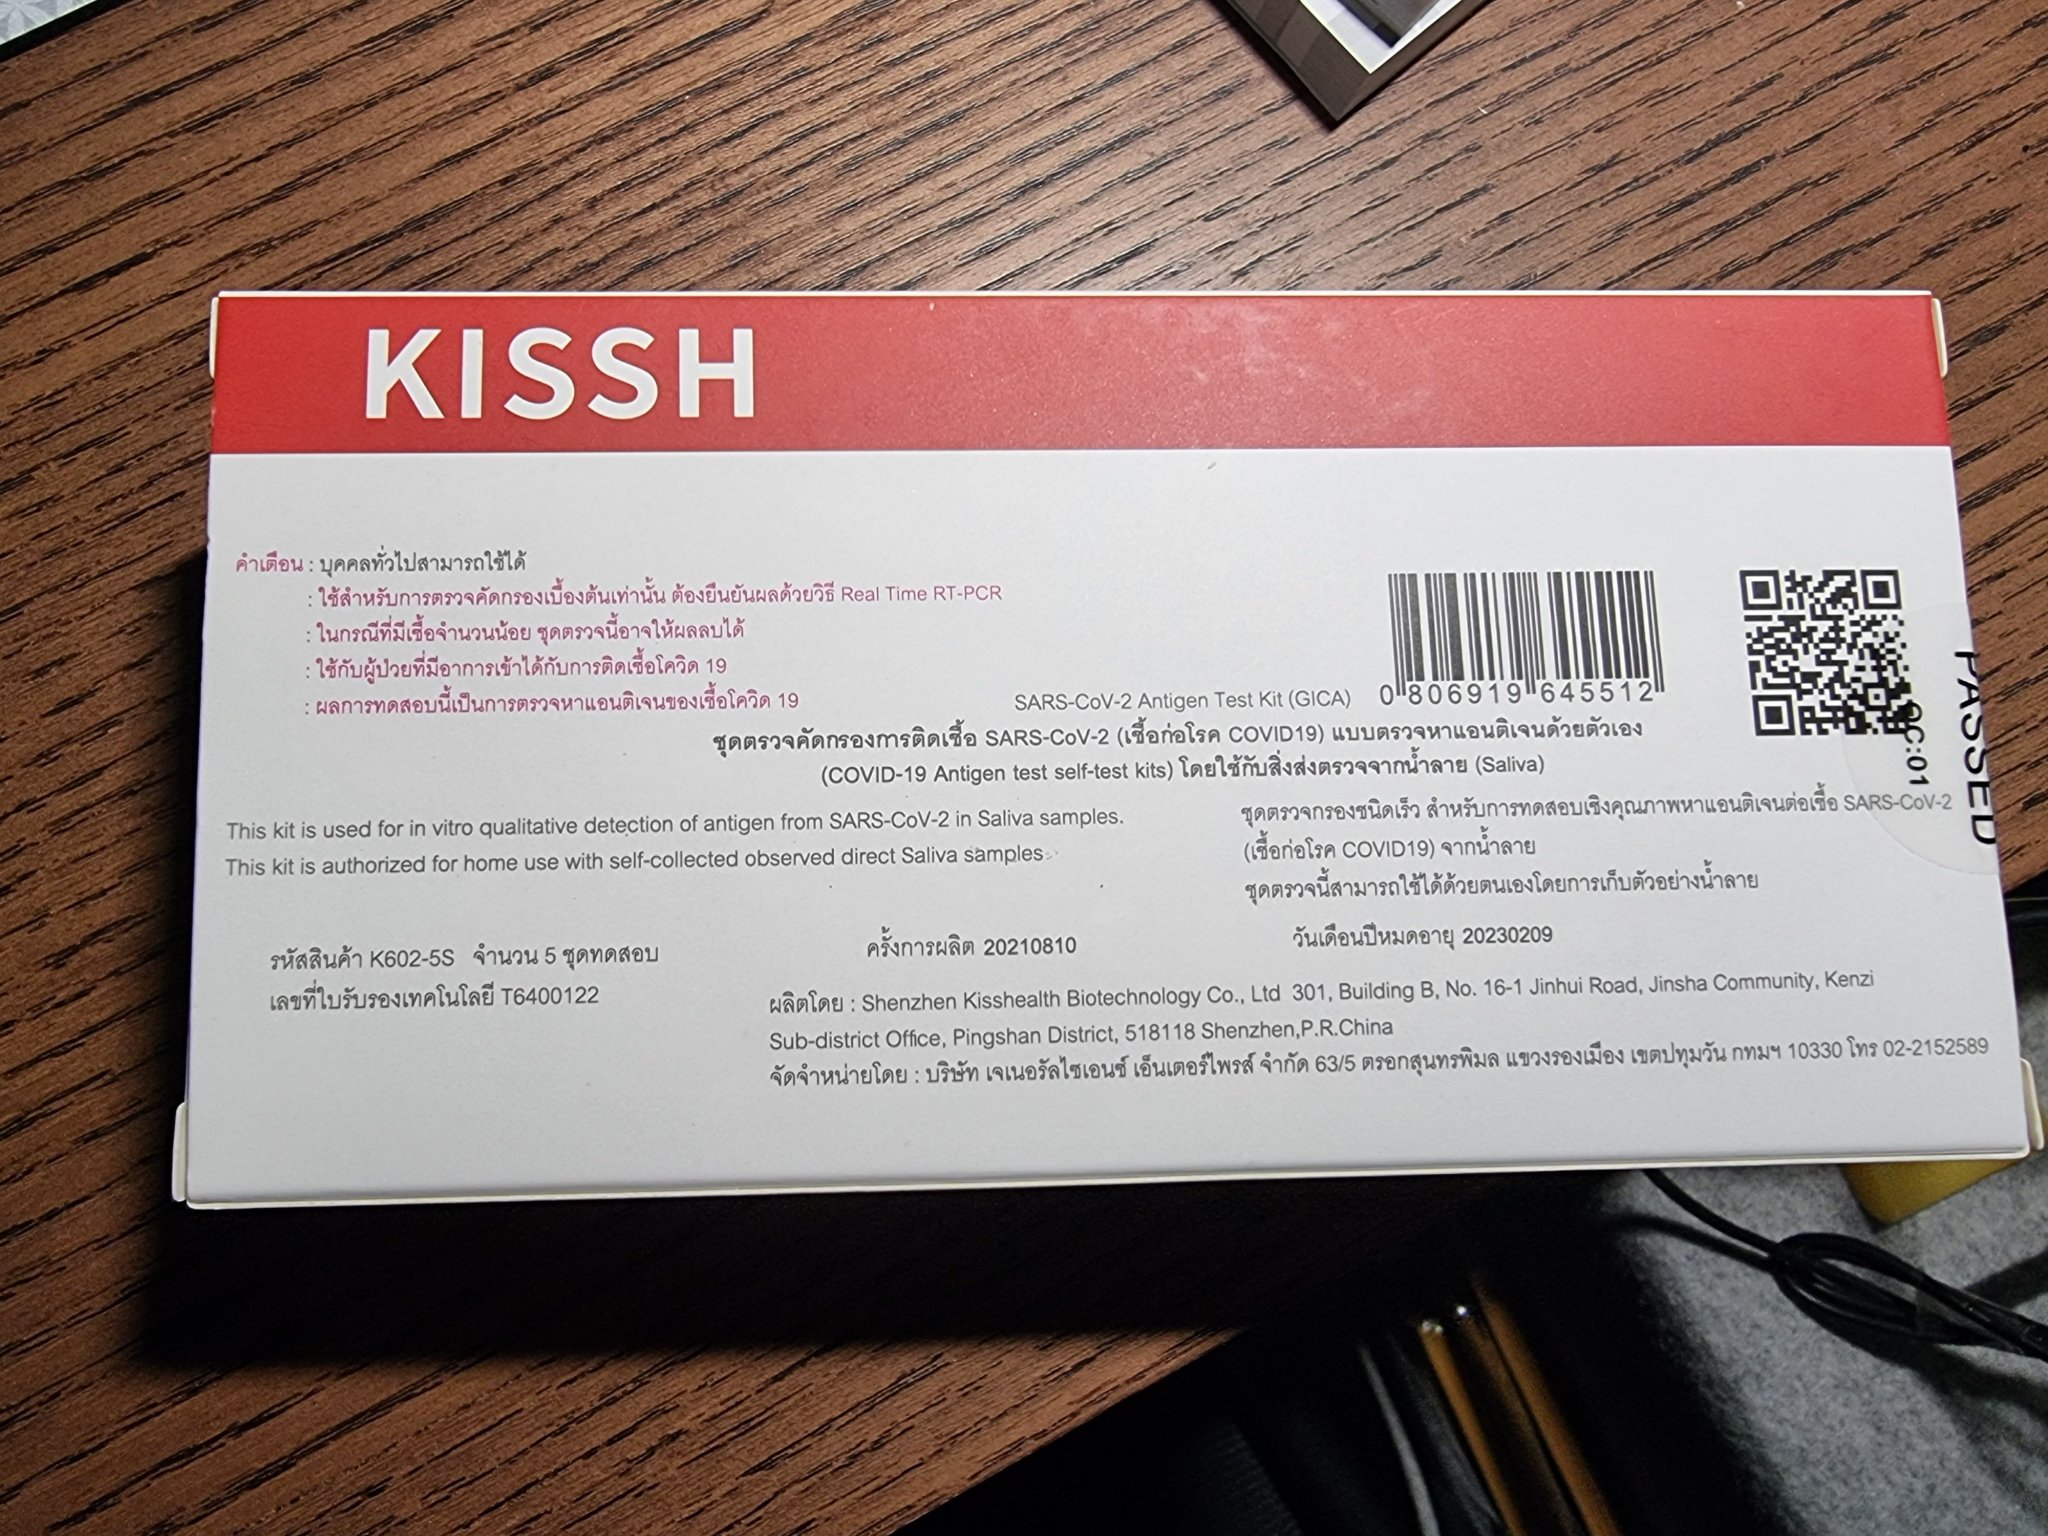 KISSH
คำเตือน : บุคคลทั่วไปสามารถใช้ได้
: ใช้สำหรับการตรวจคัดกรองเบื้องต้นเท่านั้น ต้องยืนยันผลด้วยวิธี Real Time RT-PCR
: ในกรณีที่มีเชื้อจำนวนน้อย ชุดตรวจนี้อาจให้ผลลบได้
: ใช้กับผู้ป่วยที่มีอาการเข้าได้กับการติดเชื้อโควิด 19
: ผลการทดสอบนี้เป็นการตรวจหาแอนติเจนของเชื้อโควิด 19
SARS-CoV-2 Antigen Test Kit (GICA)
0 806919 645512
QC:01
PASSED
ชุดตรวจคัดกรองการติดเชื้อ SARS-CoV-2 (เชื้อก่อโรค COVID19) แบบตรวจหาแอนติเจนด้วยตัวเอง
(COVID-19 Antigen test self-test kits) โดยใช้กับสิ่งส่งตรวจจากน้ำลาย (Saliva)
This kit is used for in vitro qualitative detection of antigen from SARS-CoV-2 in Saliva samples.
This kit is authorized for home use with self-collected observed direct Saliva samples
ชุดตรวจกรองชนิดเร็ว สำหรับการทดสอบเชิงคุณภาพหาแอนติเจนต่อเชื้อ SARS-CoV-2
(เชื้อก่อโรค COVID19) จากน้ำลาย
ชุดตรวจนี้สามารถใช้ได้ด้วยตนเองโดยการเก็บตัวอย่างน้ำลาย
รหัสสินค้า K602-5S จำนวน 5 ชุดทดสอบ
เลขที่ใบรับรองเทคโนโลยี T6400122
ครั้งการผลิต 20210810
วันเดือนปีหมดอายุ 20230209
ผลิตโดย : Shenzhen Kisshealth Biotechnology Co., Ltd 301, Building B, No. 16-1 Jinhui Road, Jinsha Community, Kenzi
Sub-district Office, Pingshan District, 518118 Shenzhen,P.R.China
จัดจำหน่ายโดย : บริษัท เจเนอรัลไซเอนซ์ เอ็นเตอร์ไพรส์ จำกัด 63/5 ตรอกสุนทรพิมล แขวงรองเมือง เขตปทุมวัน กทมฯ 10330 โทร 02-2152589